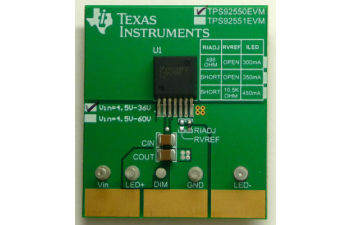 TEXAS
INSTRUMENTS
TPS92550EVM
TPS92551EVM
U1
RIADJ RVREF ILED
499 OHM OPEN 300mA
SHORT OPEN 350mA
SHORT 10.5K OHM 450mA
Vin=4.5V-36V
Vin=4.5V-60V
RIADJ
RVREF
CIN
COUT
Vin LED+ DIM GND LED-